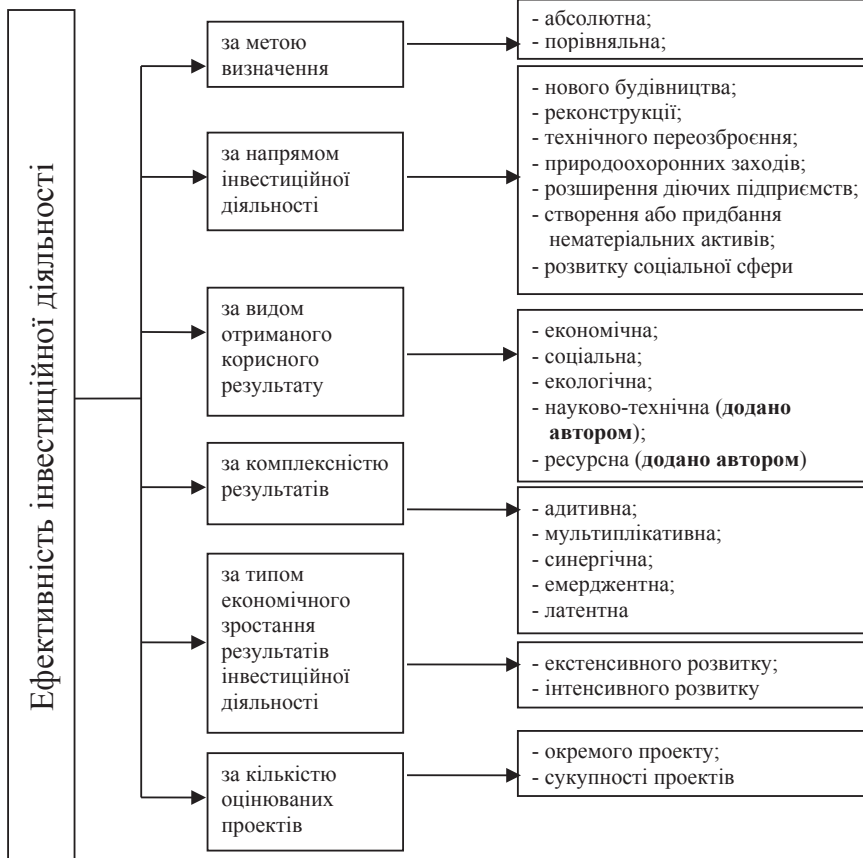 Ефективність інвестиційної діяльності
за метою
визначення
- абсолютна;
- порівняльна;
за напрямом
інвестиційної
діяльності
- нового будівництва;
- реконструкції;
- технічного переозброєння;
- природоохоронних заходів;
- розширення діючих підприємств;
- створення або придбання
нематеріальних активів;
- розвитку соціальної сфери
за видом
отриманого
корисного
результату
- економічна;
- соціальна;
- екологічна;
- науково-технічна (додано
автором);
- ресурсна (додано автором)
за комплексністю
результатів
- адитивна;
- мультиплікативна;
- синергічна;
- емерджентна;
- латентна
за типом
економічного
зростання
результатів
інвестиційної
діяльності
- екстенсивного розвитку;
- інтенсивного розвитку
за кількістю
оцінюваних
проектів
- окремого проекту;
- сукупності проектів